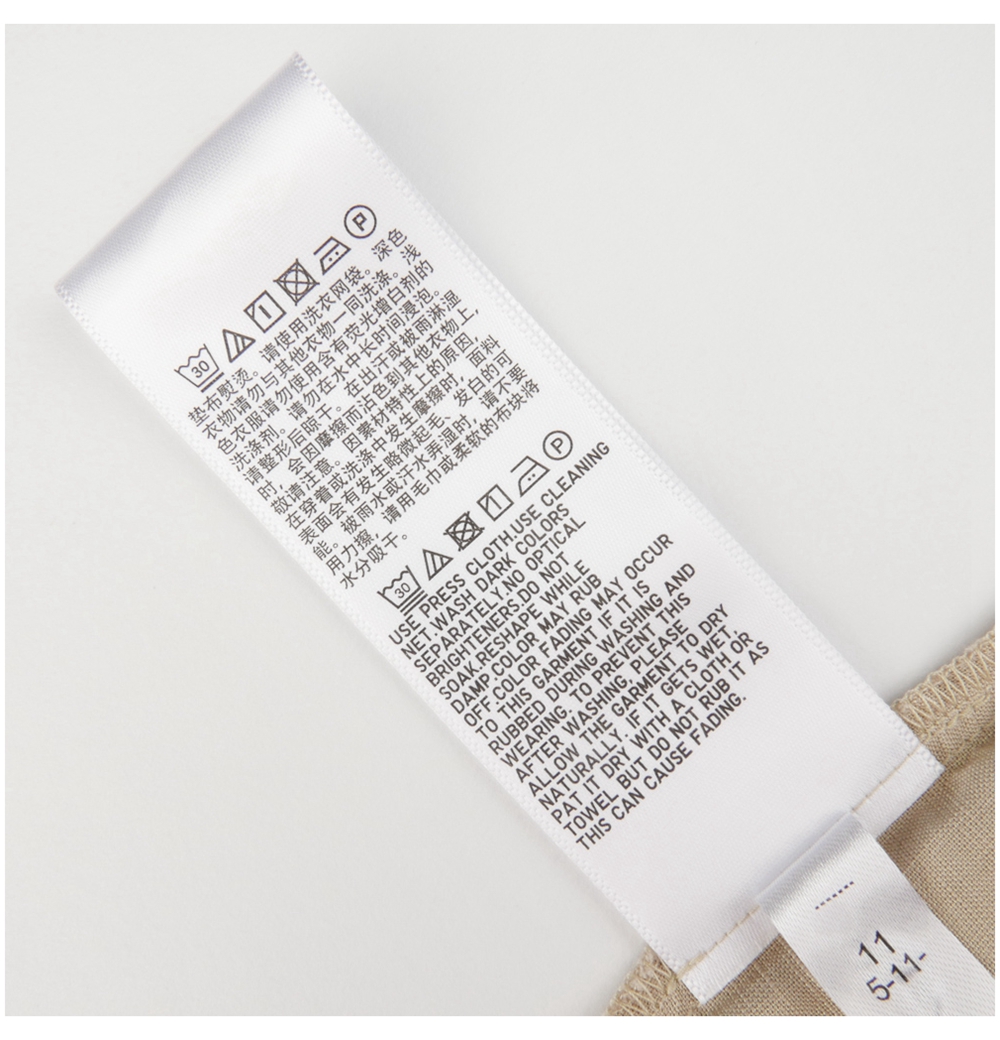 30 1 P
垫布熨烫。请使用洗衣网袋。深色
衣物请勿与其他衣物一同洗涤。浅
色衣服请勿使用含有荧光增白剂的
洗涤剂。请勿在水中长时间浸泡。
请整形后晾干。在出汗或被雨淋湿
时，会因摩擦而沾色到其他衣物上，
敬请注意。因素材特性上的原因，
在穿着或洗涤中发生摩擦时，面料
表面会有发生略微起毛、发白的可
能。被雨水或汗水弄湿时，请不要
用力擦，请用毛巾或柔软的布块将
水分吸干。
30 1 P
USE PRESS CLOTH.USE CLEANING
NET.WASH DARK COLORS
SEPARATELY.NO OPTICAL
BRIGHTENERS.DO NOT
SOAK.RESHAPE WHILE
DAMP.COLOR MAY RUB
OFF.COLOR FADING MAY OCCUR
TO THIS GARMENT IF IT IS
RUBBED DURING WASHING AND
WEARING. TO PREVENT THIS
AFTER WASHING, PLEASE
ALLOW THE GARMENT TO DRY
NATURALLY. IF IT GETS WET,
PAT IT DRY WITH A CLOTH OR
TOWEL BUT DO NOT RUB IT AS
THIS CAN CAUSE FADING.
11
5-11-